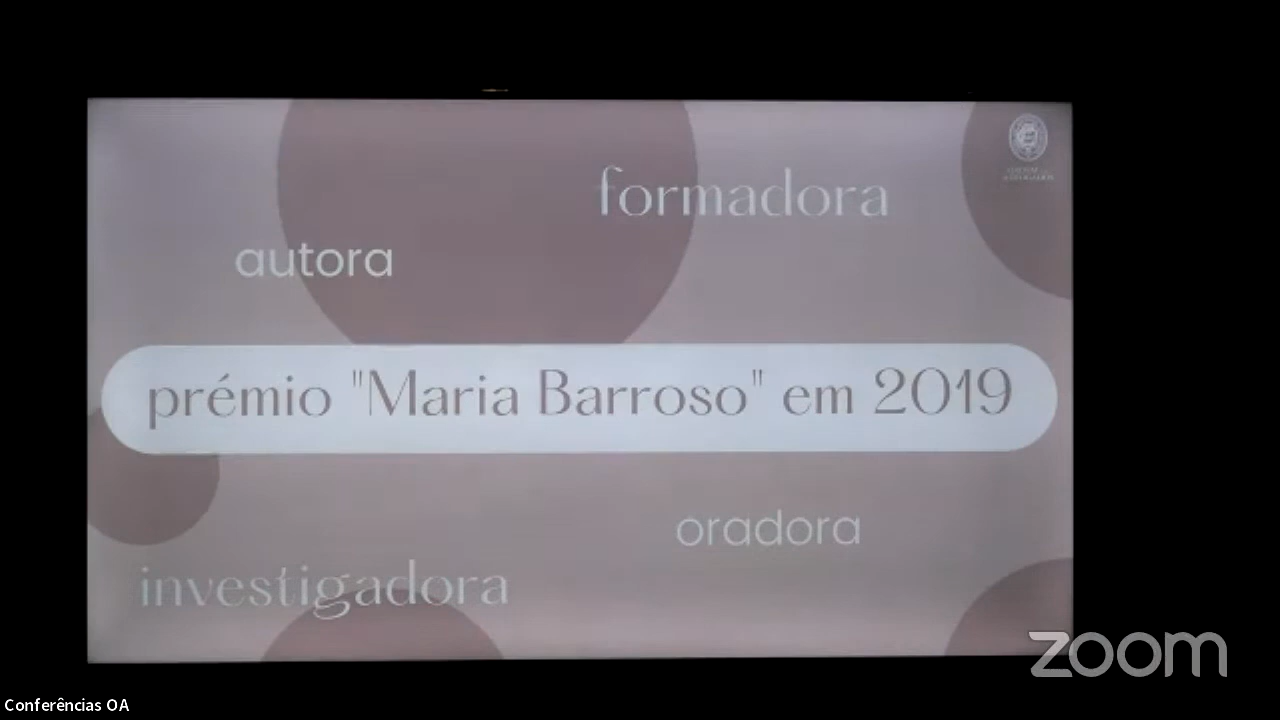 formadora
autora
prémio "Maria Barroso" em 2019
oradora
investigadora
zoom
Conferências OA